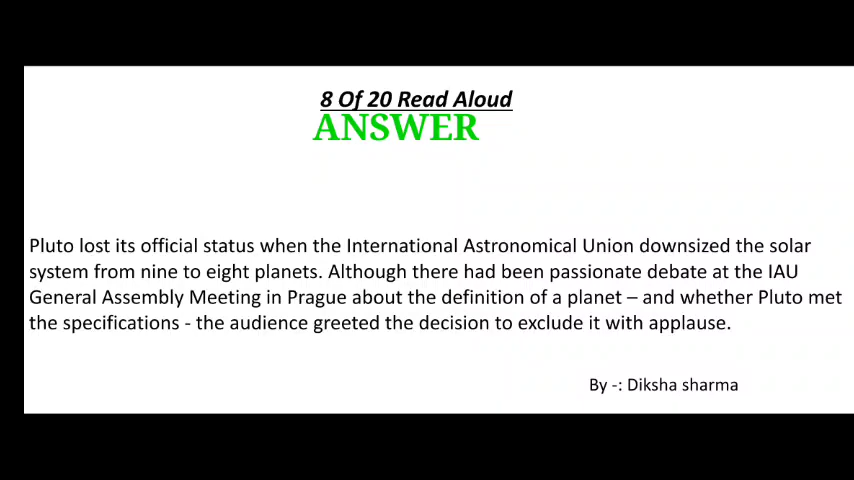 8 Of 20 Read Aloud
ANSWER
Pluto lost its official status when the International Astronomical Union downsized the solar
system from nine to eight planets. Although there had been passionate debate at the IAU
General Assembly Meeting in Prague about the definition of a planet – and whether Pluto met
the specifications - the audience greeted the decision to exclude it with applause.
By -: Diksha sharma